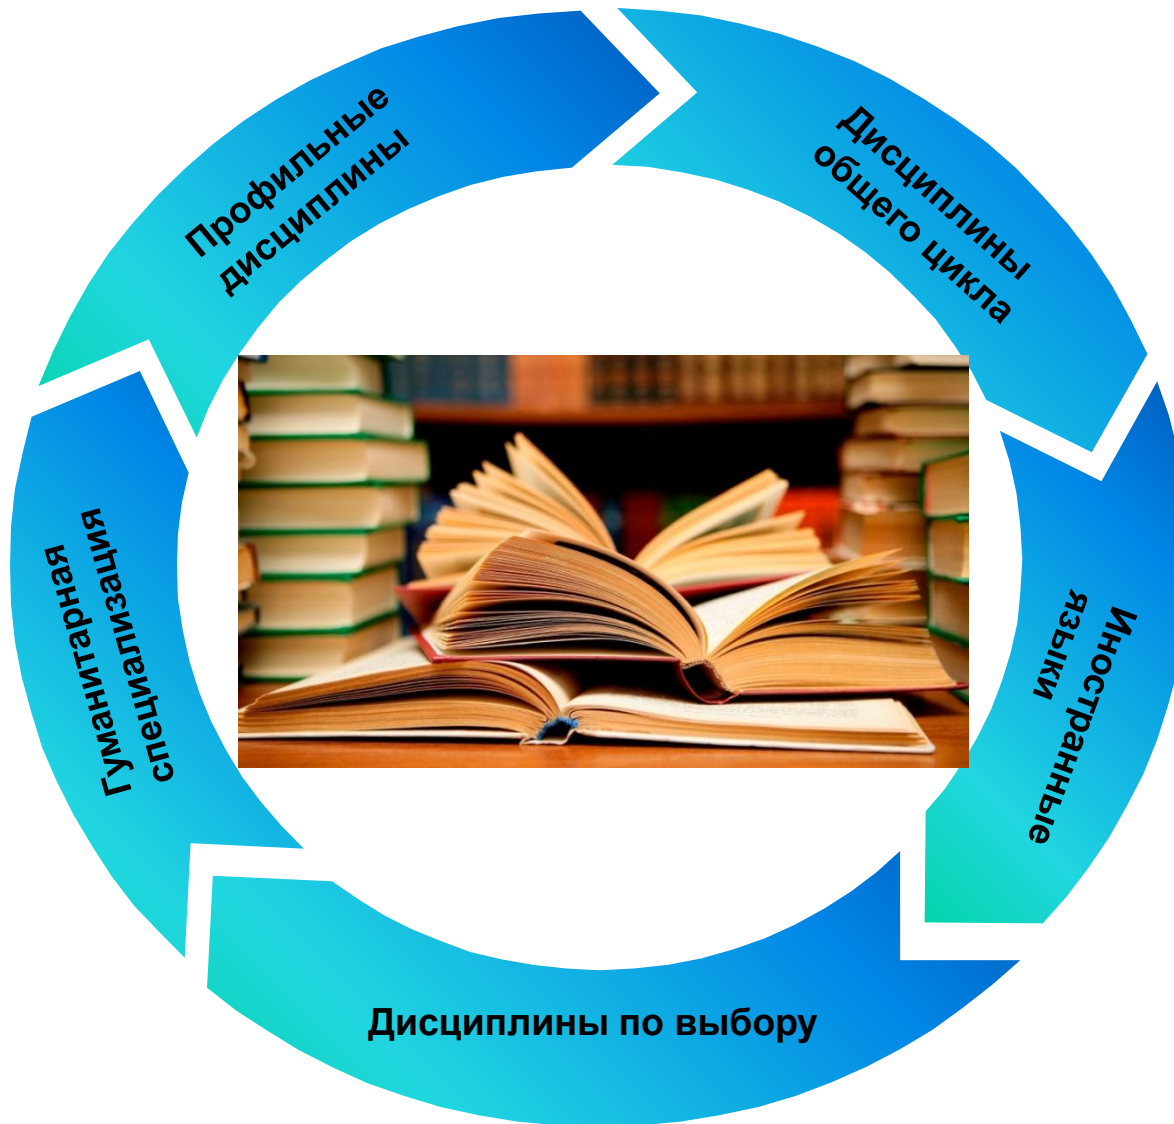 Профильные
дисциплины
Дисциплины
общего цикла
Иностранные
языки
Дисциплины по выбору
Гуманитарная
специализация